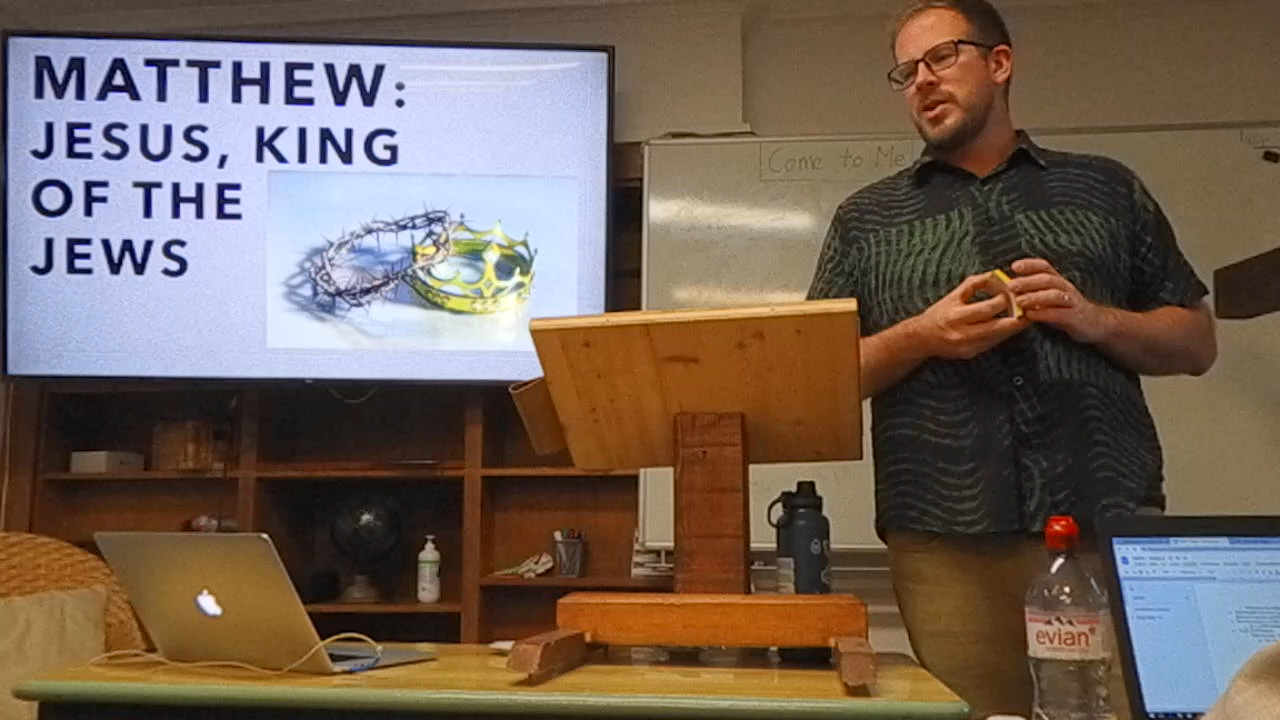 MATTHEW:
JESUS, KING
OF THE
JEWS
Come to Me
evian